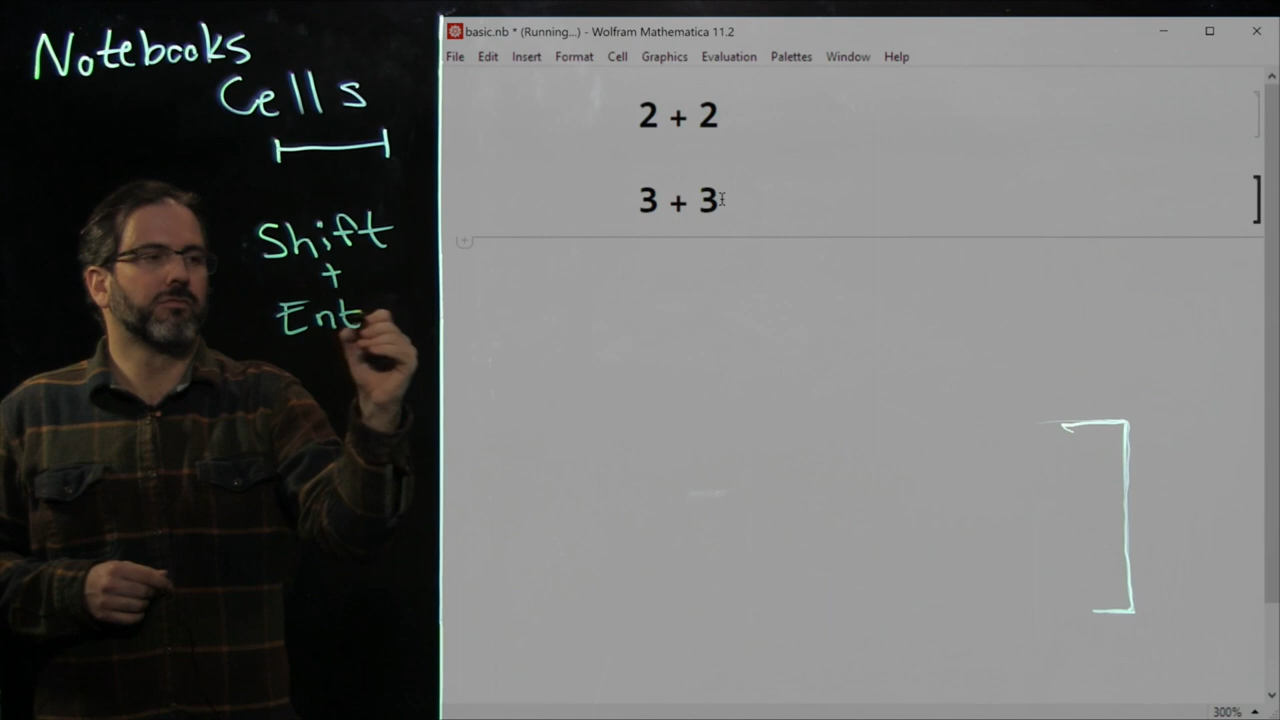 Notebooks
Cells
Shift
+
Ent
basic.nb * (Running...) - Wolfram Mathematica 11.2
File Edit Insert Format Cell Graphics Evaluation Palettes Window Help
2 + 2
3 + 3
300%